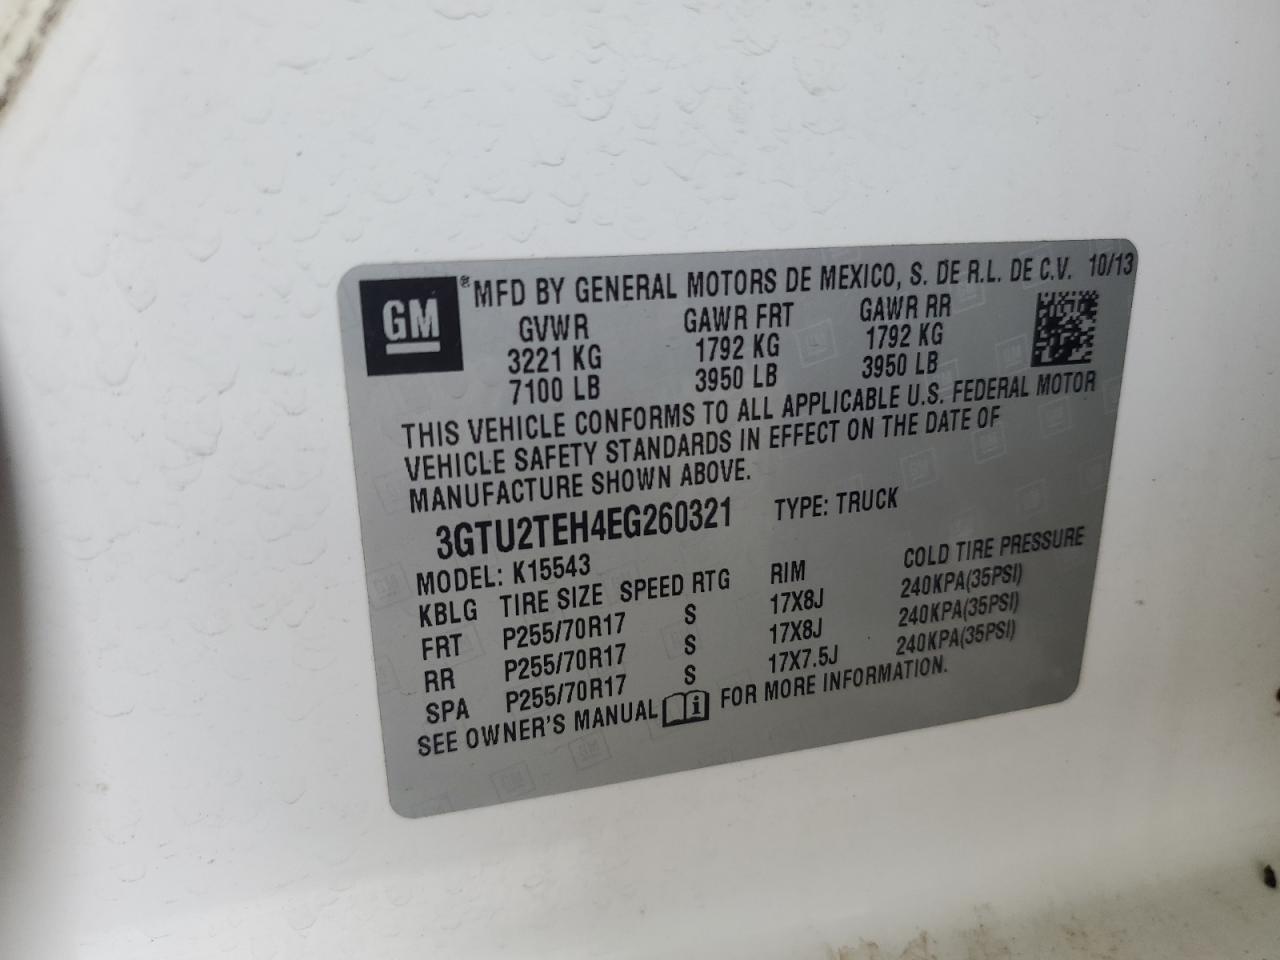 GM ® MFD BY GENERAL MOTORS DE MEXICO, S. DE R.L. DE C.V. 10/13
GVWR GAWR FRT GAWR RR
3221 KG 1792 KG 1792 KG
7100 LB 3950 LB 3950 LB
THIS VEHICLE CONFORMS TO ALL APPLICABLE U.S. FEDERAL MOTOR
VEHICLE SAFETY STANDARDS IN EFFECT ON THE DATE OF
MANUFACTURE SHOWN ABOVE.
3GTU2TEH4EG260321 TYPE: TRUCK
MODEL: K15543
KBLG TIRE SIZE SPEED RTG RIM COLD TIRE PRESSURE
FRT P255/70R17 S 17X8J 240KPA(35PSI)
RR P255/70R17 S 17X8J 240KPA(35PSI)
SPA P255/70R17 S 17X7.5J 240KPA(35PSI)
SEE OWNER'S MANUAL i FOR MORE INFORMATION.